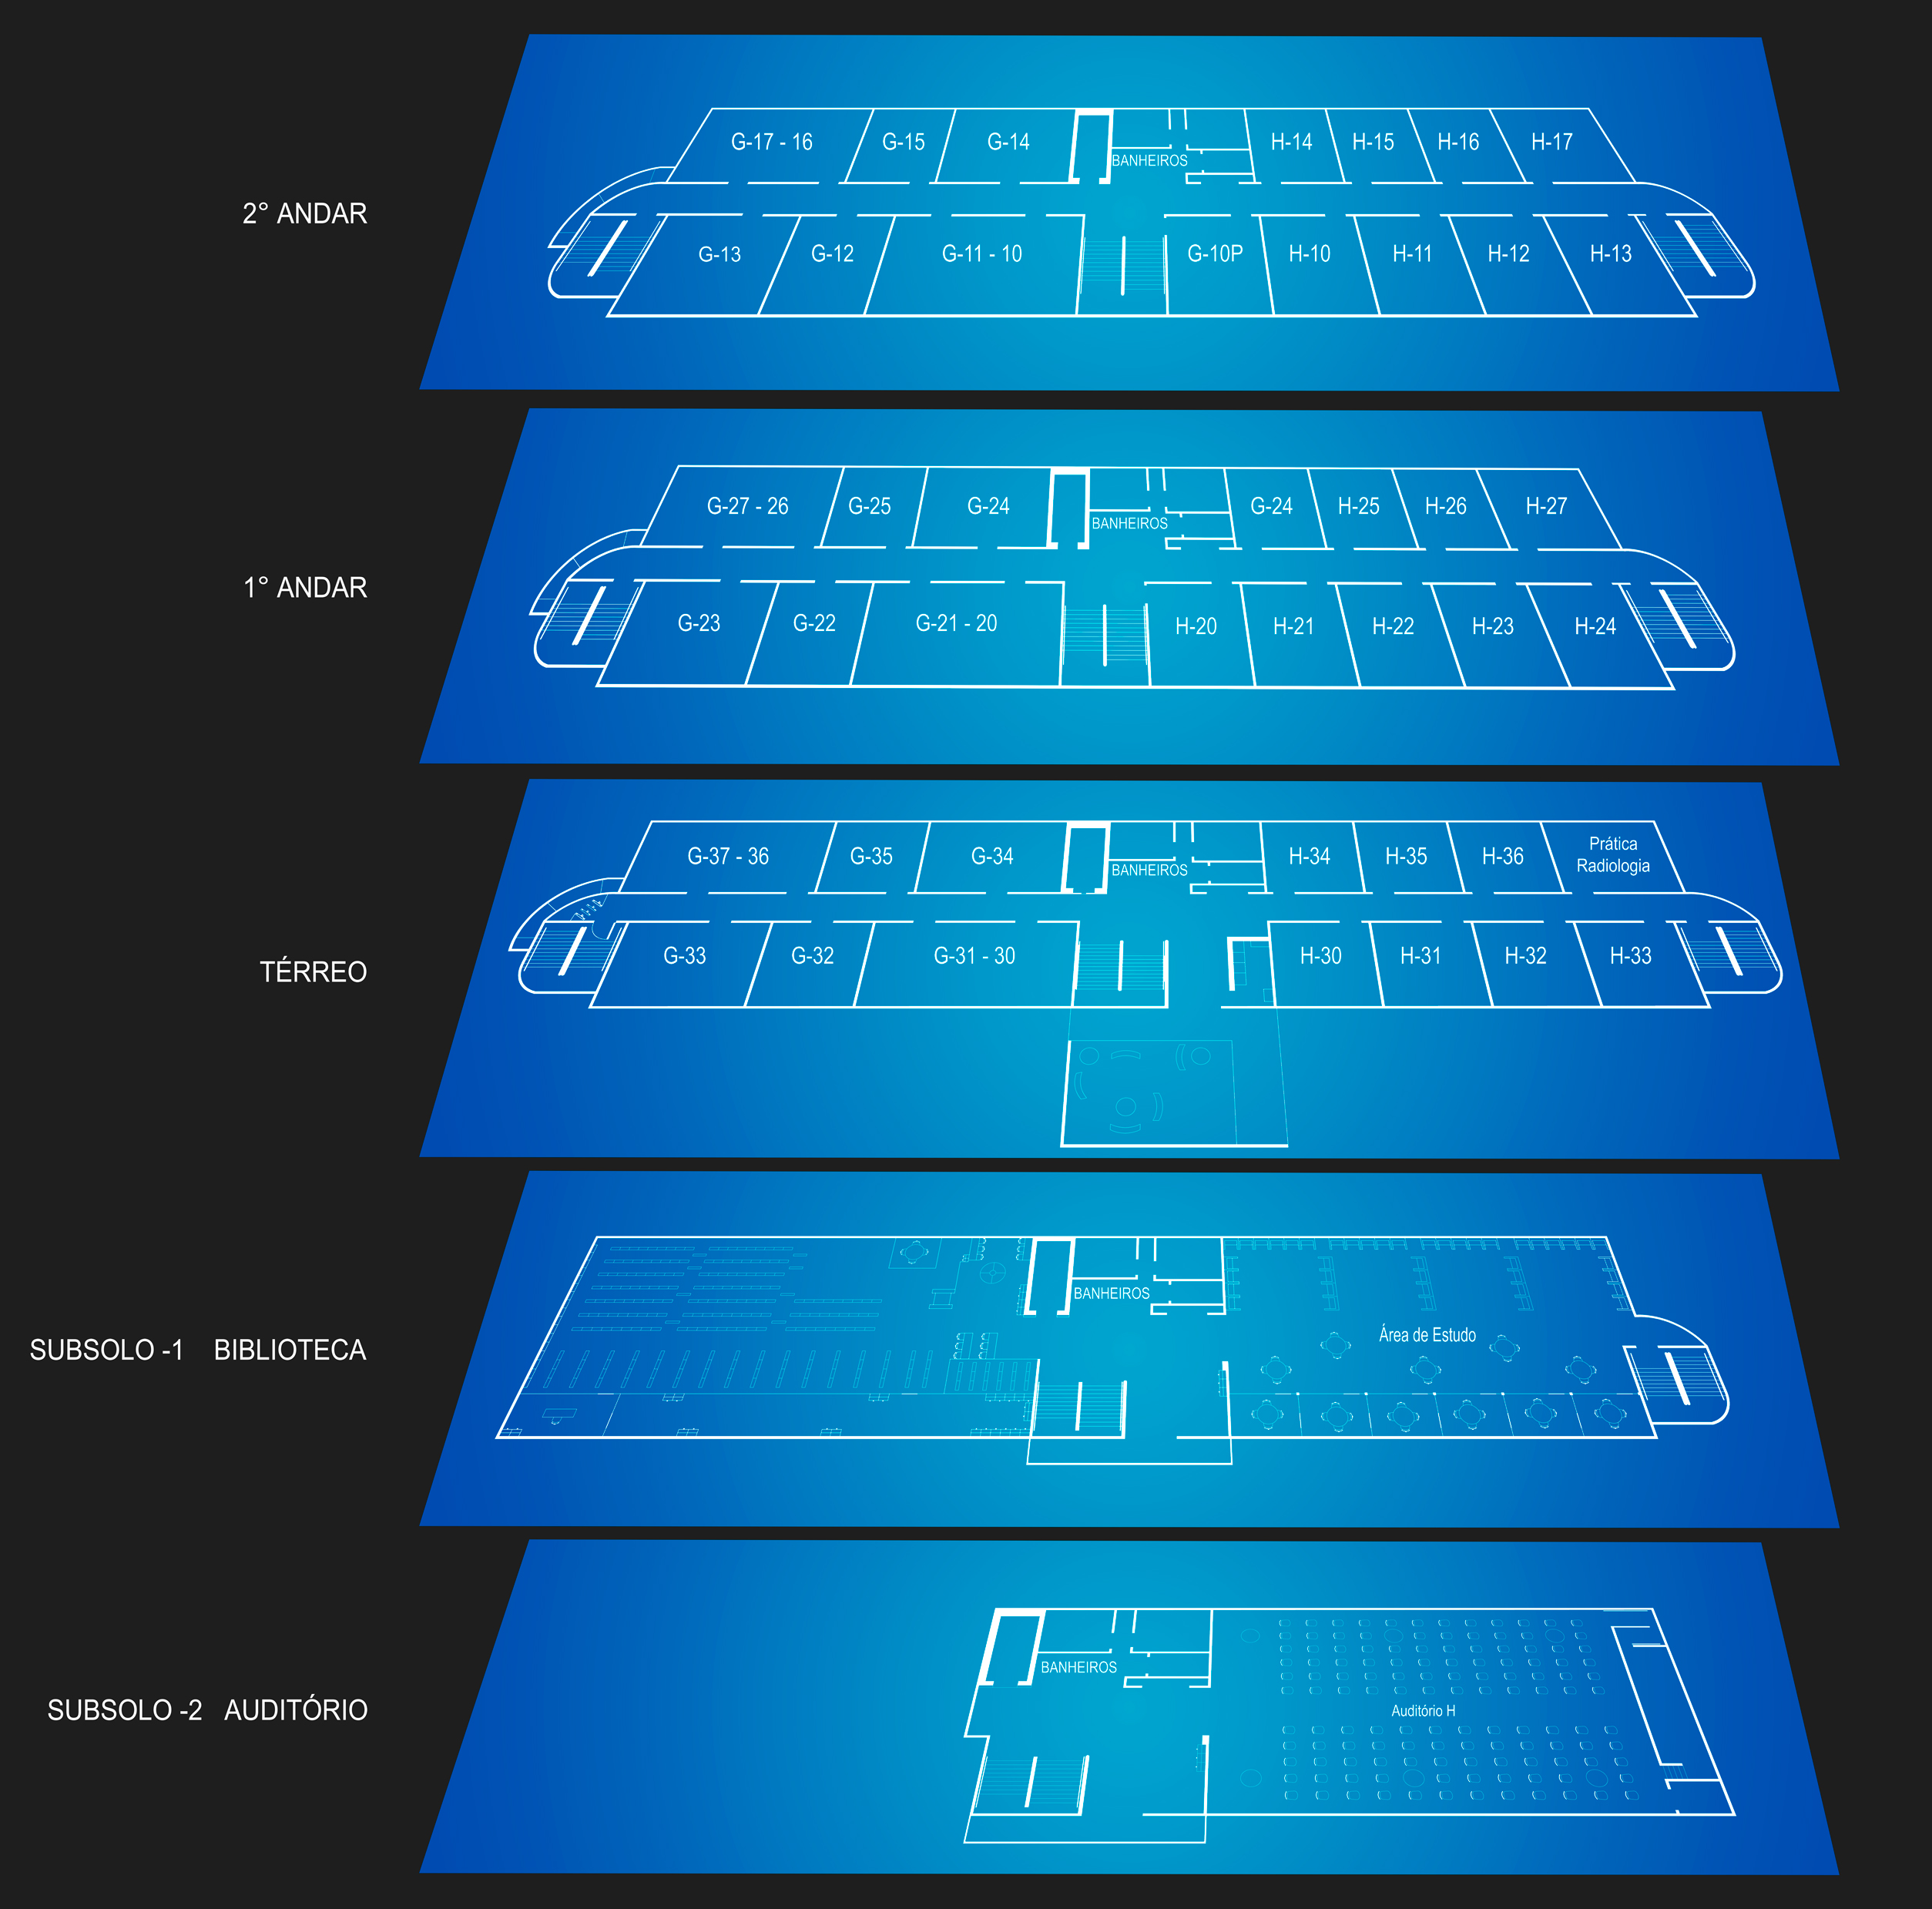 2° ANDAR
G-17 - 16
G-15
G-14
BANHEIROS
H-14
H-15
H-16
H-17
G-13
G-12
G-11 - 10
G-10P
H-10
H-11
H-12
H-13
1° ANDAR
G-27 - 26
G-25
G-24
BANHEIROS
G-24
H-25
H-26
H-27
G-23
G-22
G-21 - 20
H-20
H-21
H-22
H-23
H-24
TÉRREO
G-37 - 36
G-35
G-34
BANHEIROS
H-34
H-35
H-36
Prática
Radiologia
G-33
G-32
G-31 - 30
H-30
H-31
H-32
H-33
SUBSOLO -1 BIBLIOTECA
BANHEIROS
Área de Estudo
SUBSOLO -2 AUDITÓRIO
BANHEIROS
Auditório H